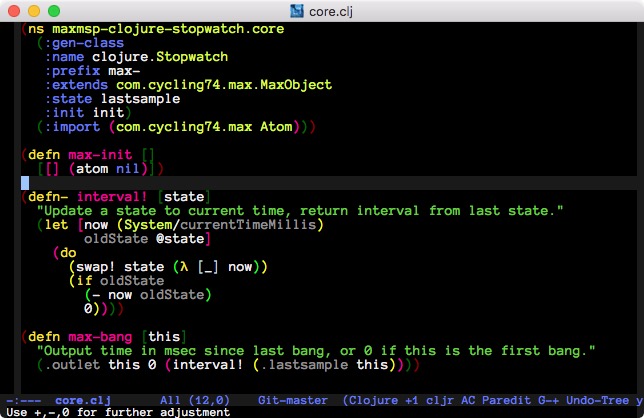 core.clj
(ns maxmsp-clojure-stopwatch.core
  (:gen-class
   :name clojure.Stopwatch
   :prefix max-
   :extends com.cycling74.max.MaxObject
   :state lastsample
   :init init)
  (:import (com.cycling74.max Atom)))
(defn max-init []
  [[] (atom nil)])
(defn- interval! [state]
  "Update a state to current time, return interval from last state."
  (let [now (System/currentTimeMillis)
        oldState @state]
    (do
      (swap! state (λ [_] now))
      (if oldState
        (- now oldState)
        0))))
(defn max-bang [this]
  "Output time in msec since last bang, or 0 if this is the first bang."
  (.outlet this 0 (interval! (.lastsample this))))
-:--- core.clj All (12,0) Git-master (Clojure +1 cljr AC Paredit G-+ Undo-Tree y
Use +,-,0 for further adjustment